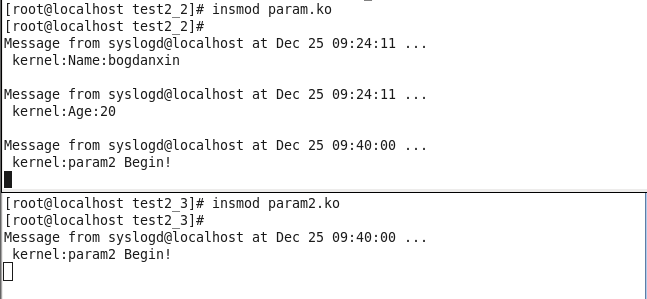 [root@localhost test2_2]# insmod param.ko
[root@localhost test2_2]#
Message from syslogd@localhost at Dec 25 09:24:11 ...
 kernel:Name:bogdanxin

Message from syslogd@localhost at Dec 25 09:24:11 ...
 kernel:Age:20

Message from syslogd@localhost at Dec 25 09:40:00 ...
 kernel:param2 Begin!
[root@localhost test2_3]# insmod param2.ko
[root@localhost test2_3]#
Message from syslogd@localhost at Dec 25 09:40:00 ...
 kernel:param2 Begin!